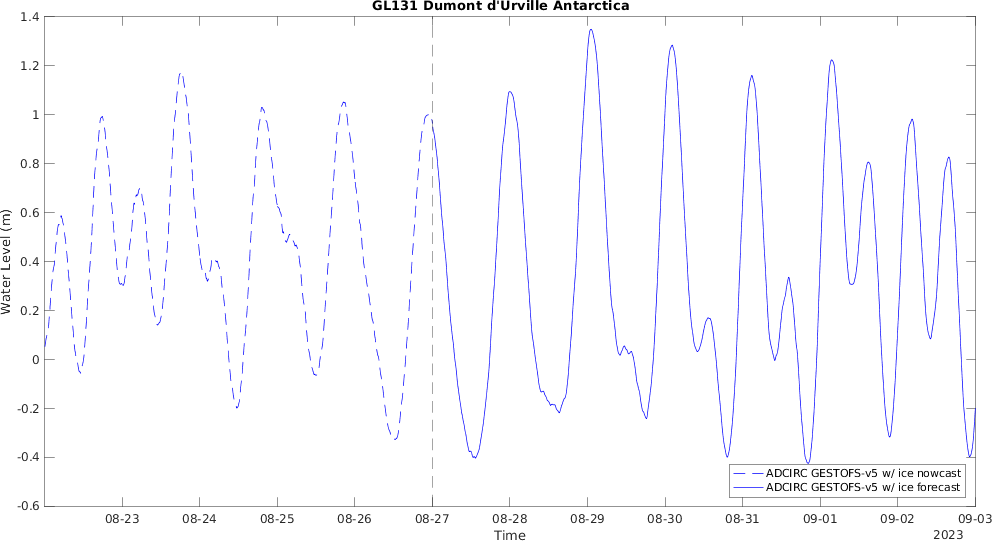 GL131 Dumont d'Urville Antarctica
1.4
1.2
1
0.8
0.6
0.4
0.2
0
-0.2
-0.4
-0.6
Water Level (m)
ADCIRC GESTOFS-v5 w/ ice nowcast
ADCIRC GESTOFS-v5 w/ ice forecast
08-23 08-24 08-25 08-26 08-27 08-28 08-29 08-30 08-31 09-01 09-02 09-03
Time
2023